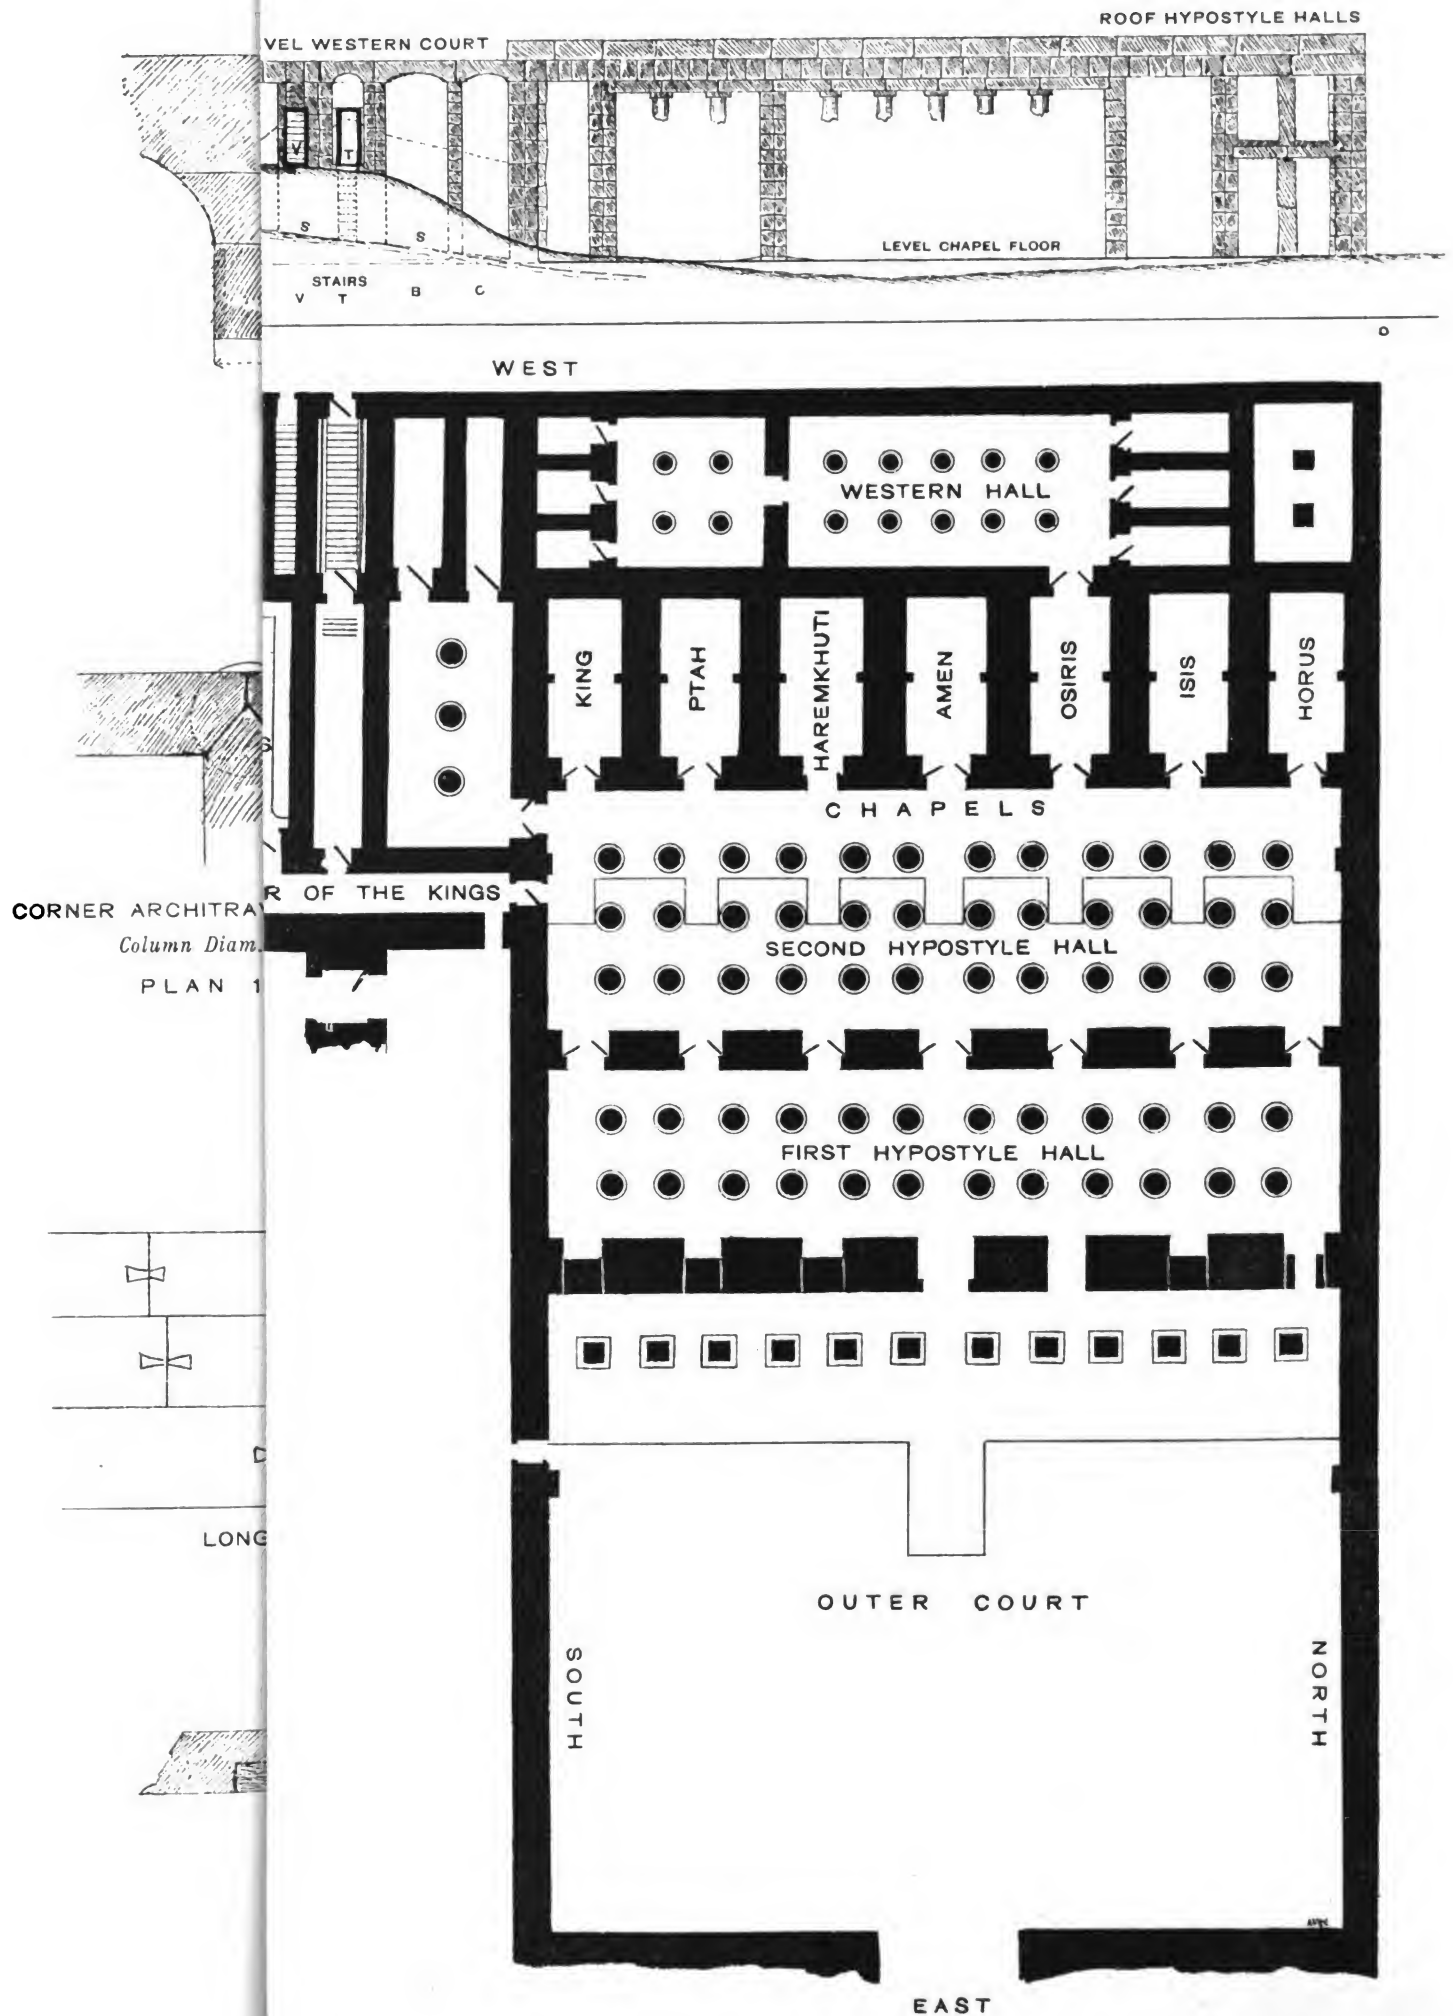 ROOF HYPOSTYLE HALLS
VEL WESTERN COURT
V
T
S
S
LEVEL CHAPEL FLOOR
STAIRS
V T B C
D
WEST
WESTERN HALL
KING
PTAH
HAREMKHUTI
AMEN
OSIRIS
ISIS
HORUS
CHAPELS
R OF THE KINGS
CORNER ARCHITRA
Column Diam.
PLAN 1
SECOND HYPOSTYLE HALL
FIRST HYPOSTYLE HALL
LONG
OUTER COURT
SOUTH
NORTH
EAST